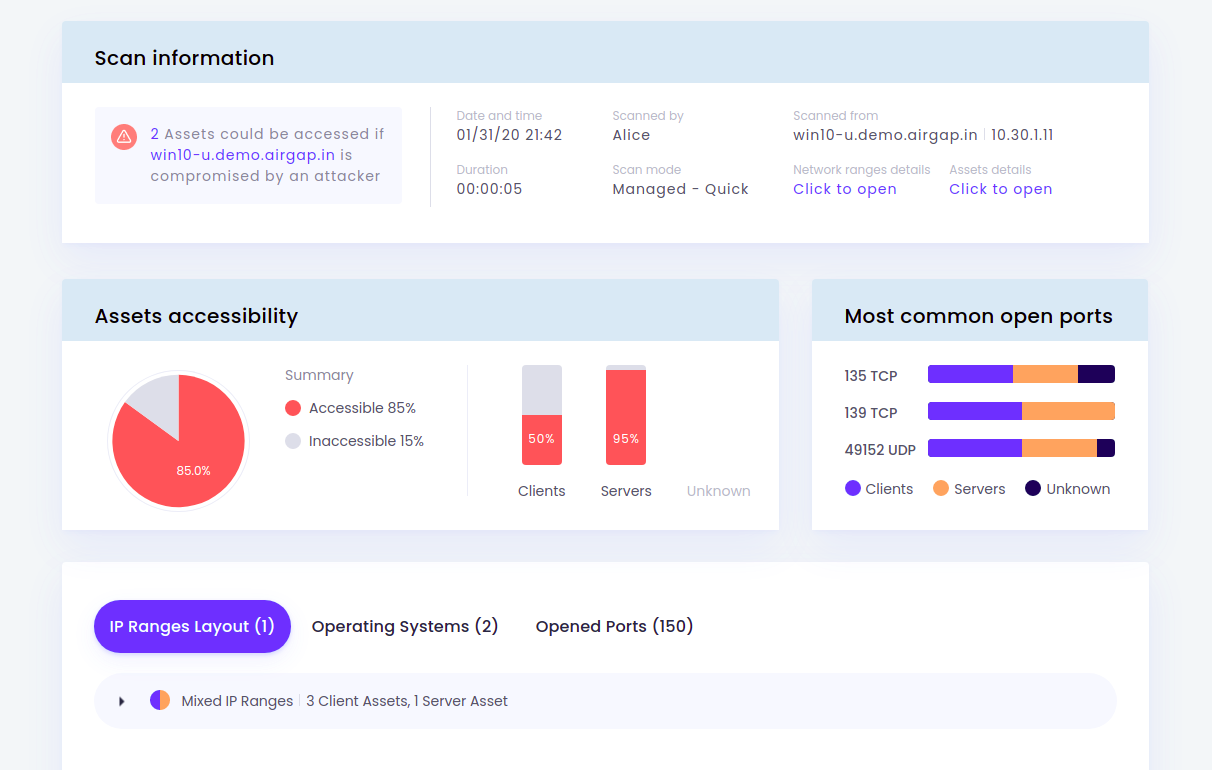 Scan information
2 Assets could be accessed if
win10-u.demo.airgap.in is
compromised by an attacker
Date and time
01/31/20 21:42
Scanned by
Alice
Scanned from
win10-u.demo.airgap.in | 10.30.1.11
Duration
00:00:05
Scan mode
Managed - Quick
Network ranges details
Click to open
Assets details
Click to open
Assets accessibility
85.0%
Summary
Accessible 85%
Inaccessible 15%
50%
95%
Clients
Servers
Unknown
Most common open ports
135 TCP
139 TCP
49152 UDP
Clients
Servers
Unknown
IP Ranges Layout (1)
Operating Systems (2)
Opened Ports (150)
Mixed IP Ranges | 3 Client Assets, 1 Server Asset